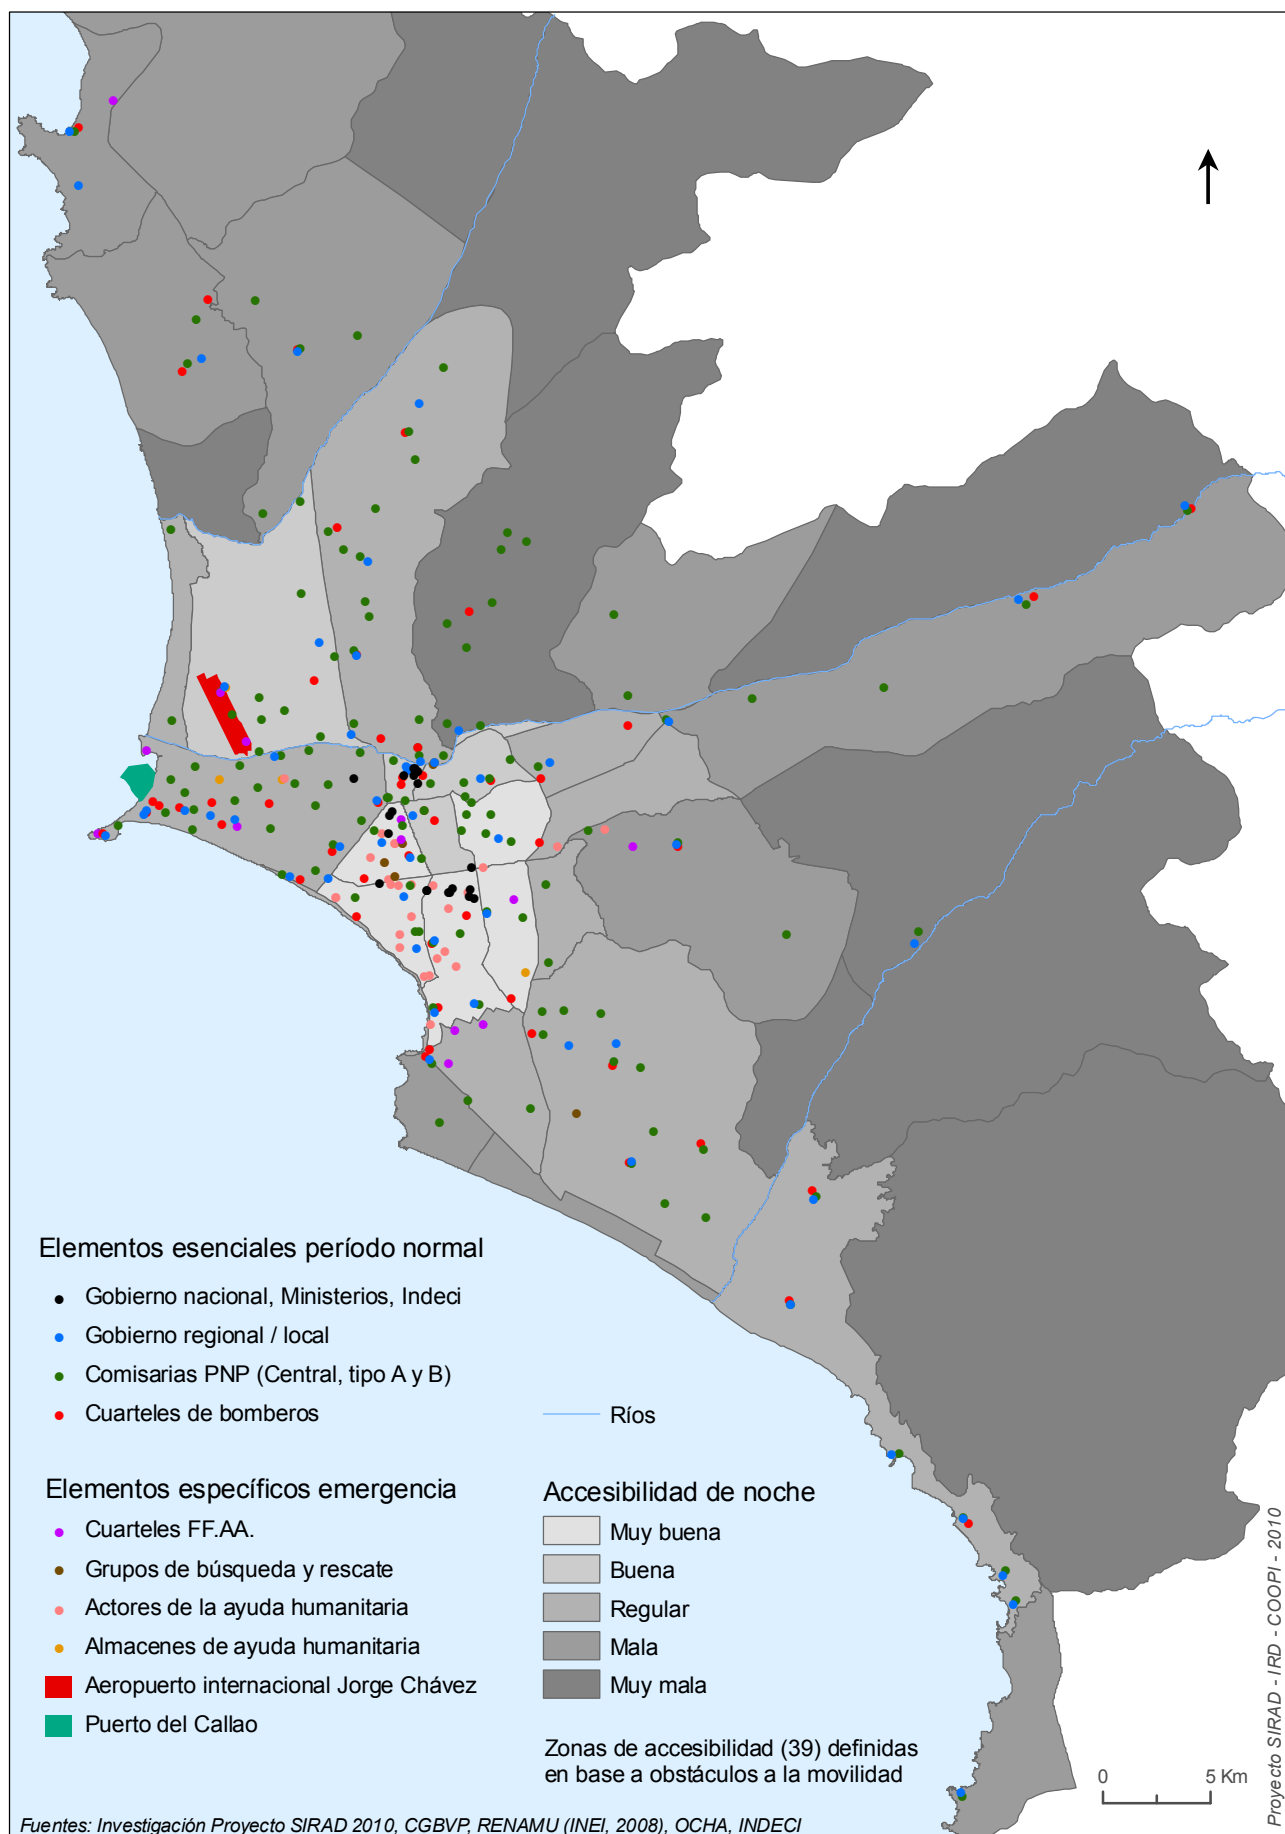 Elementos esenciales período normal
Gobierno nacional, Ministerios, Indeci
Gobierno regional / local
Comisarias PNP (Central, tipo A y B)
Cuarteles de bomberos
Elementos específicos emergencia
Cuarteles FF.AA.
Grupos de búsqueda y rescate
Actores de la ayuda humanitaria
Almacenes de ayuda humanitaria
Aeropuerto internacional Jorge Chávez
Puerto del Callao
Ríos
Accesibilidad de noche
Muy buena
Buena
Regular
Mala
Muy mala
Zonas de accesibilidad (39) definidas
en base a obstáculos a la movilidad
0 5 Km
Proyecto SIRAD - IRD - COOPI - 2010
Fuentes: Investigación Proyecto SIRAD 2010, CGBVP, RENAMU (INEI, 2008), OCHA, INDECI